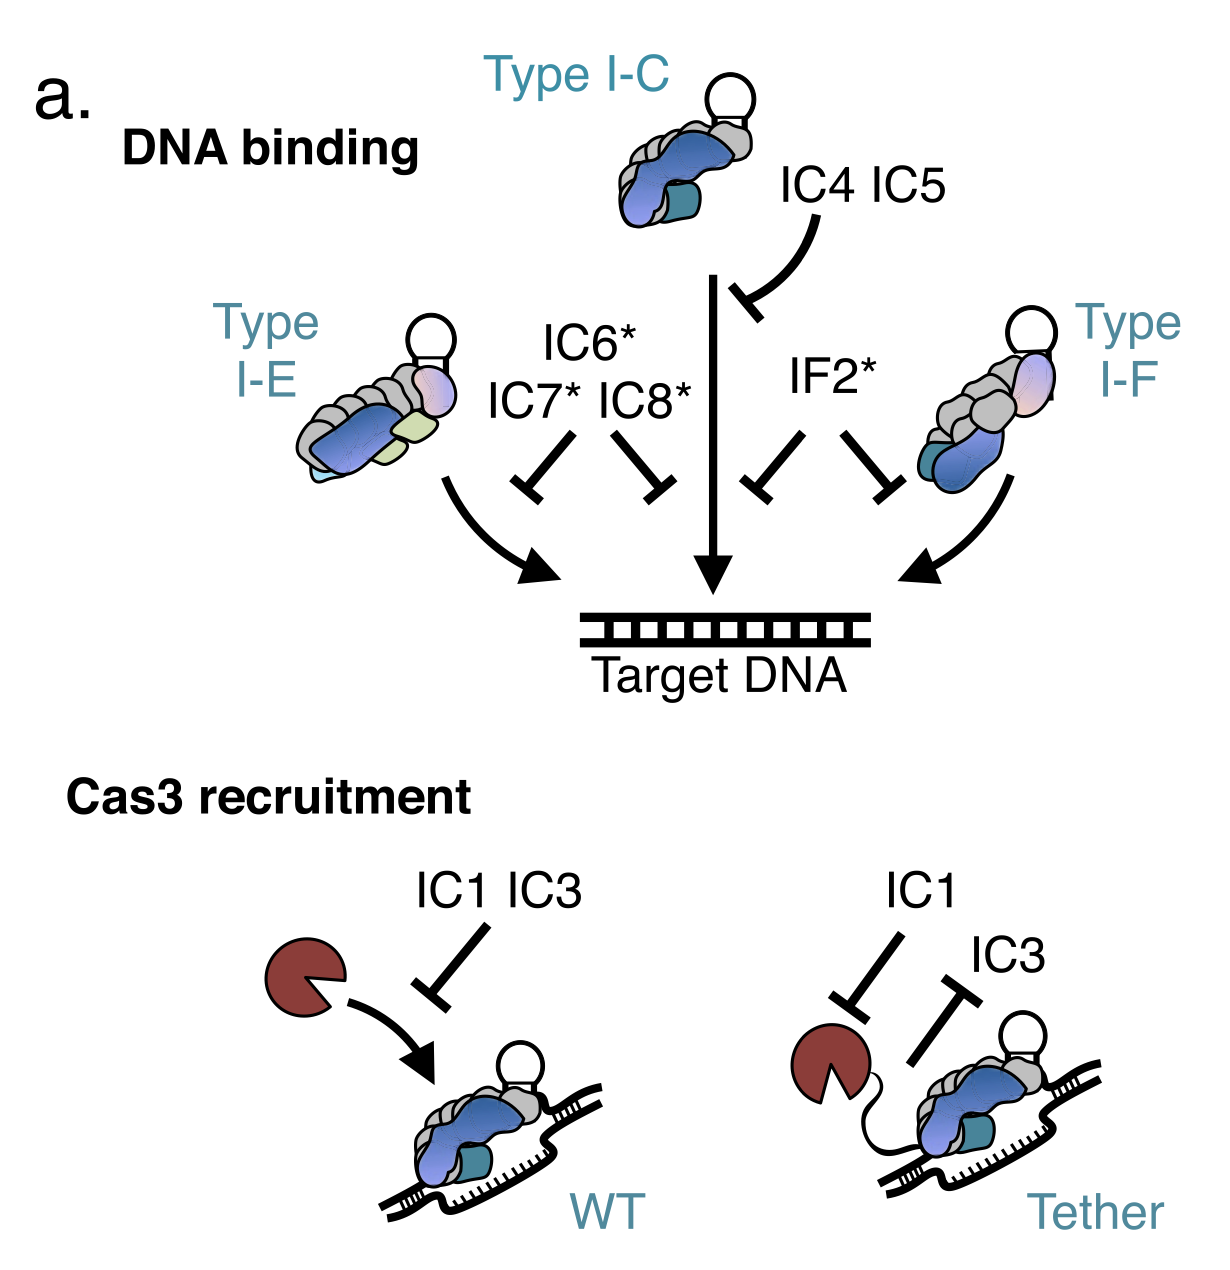 a.
Type I-C
DNA binding
IC4 IC5
Type
I-E
IC6*
IC7* IC8*
IF2*
Type
I-F
Target DNA
Cas3 recruitment
IC1 IC3
WT
IC1
IC3
Tether